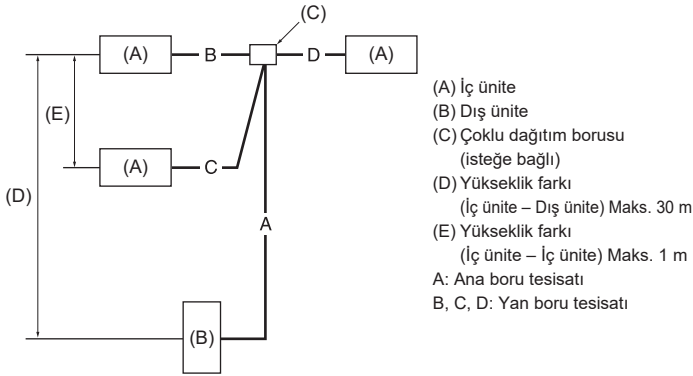 (C)
(A) B D (A)
(E)
(A) C
(D)
A
(B)
(A) İç ünite
(B) Dış ünite
(C) Çoklu dağıtım borusu
(isteğe bağlı)
(D) Yükseklik farkı
(İç ünite – Dış ünite) Maks. 30 m
(E) Yükseklik farkı
(İç ünite – İç ünite) Maks. 1 m
A: Ana boru tesisatı
B, C, D: Yan boru tesisatı